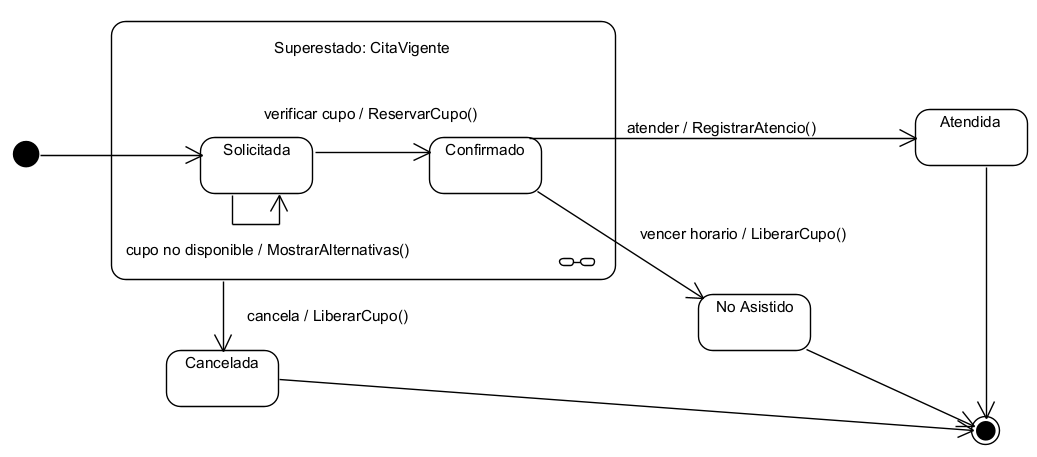 Superestado: CitaVigente
verificar cupo / ReservarCupo()
Solicitada
Confirmado
atender / RegistrarAtencio()
Atendida
cupo no disponible / MostrarAlternativas()
vencer horario / LiberarCupo()
No Asistido
cancela / LiberarCupo()
Cancelada